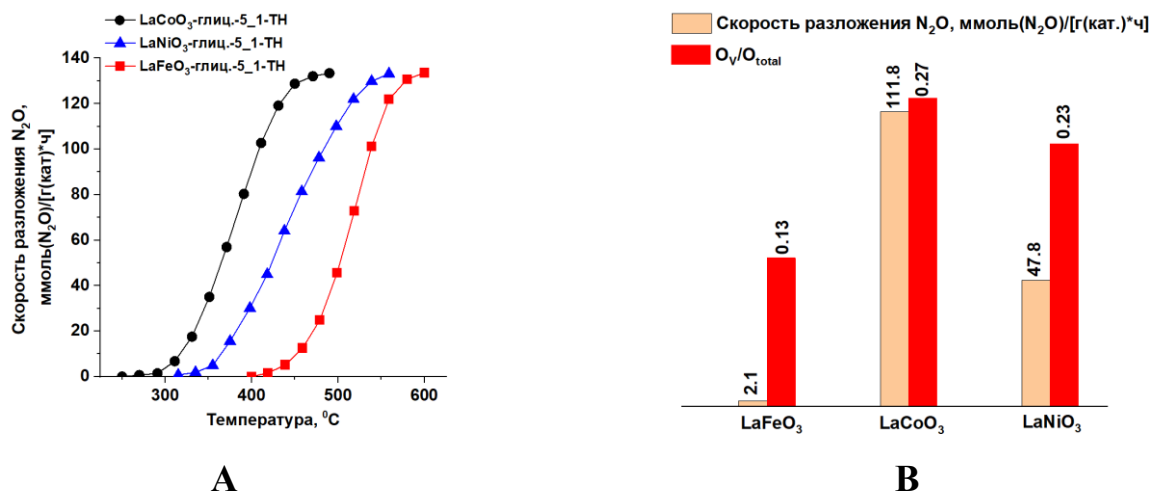 LaCoO₃-глиц.-5_1-TH
LaNiO₃-глиц.-5_1-TH
LaFeO₃-глиц.-5_1-TH
Скорость разложения N₂O,
ммоль(N₂O)/[г(кат)*ч]
140
120
100
80
60
40
20
0
300
400
500
600
Температура, ⁰C
A
Скорость разложения N₂O, ммоль(N₂O)/[г(кат.)*ч]
Oᵥ/Ototal
2.1
0.13
111.8
0.27
47.8
0.23
LaFeO₃
LaCoO₃
LaNiO₃
B